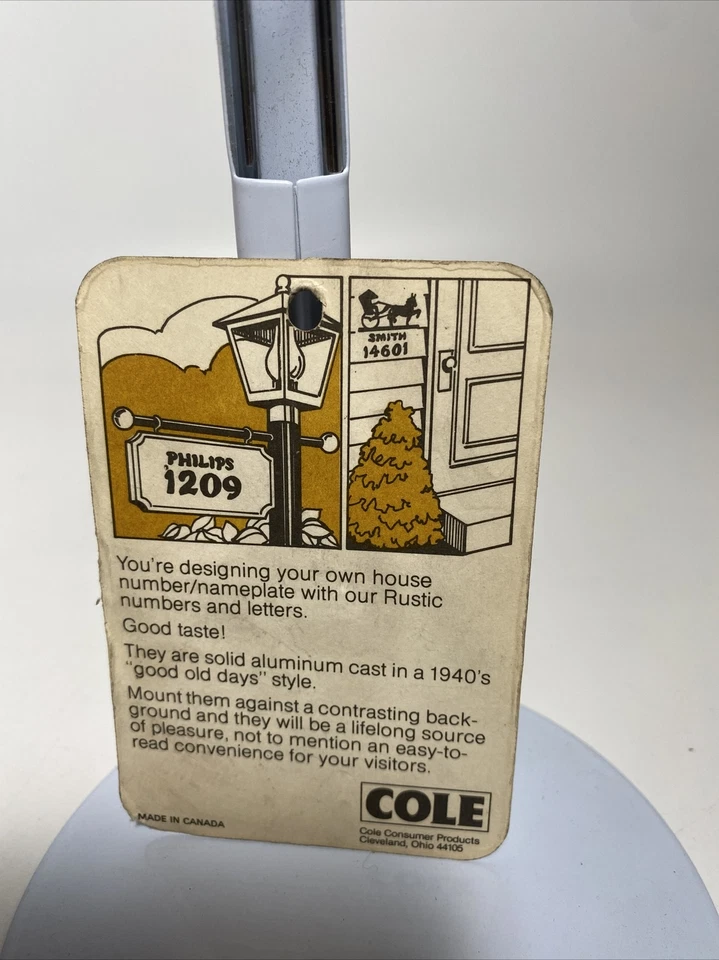 PHILIPS
1209
SMITH
14601
You're designing your own house
number/nameplate with our Rustic
numbers and letters.
Good taste!
They are solid aluminum cast in a 1940's
"good old days" style.
Mount them against a contrasting back-
ground and they will be a lifelong source
of pleasure, not to mention an easy-to-
read convenience for your visitors.
MADE IN CANADA
COLE
Cole Consumer Products
Cleveland, Ohio 44105